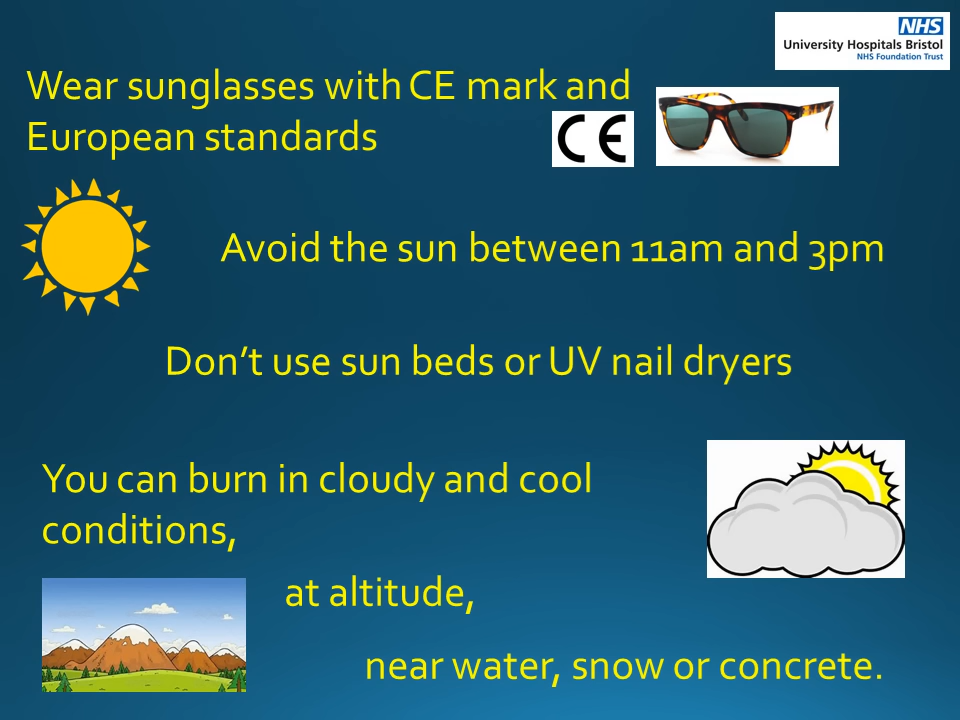 NHS
University Hospitals Bristol
NHS Foundation Trust
Wear sunglasses with CE mark and
European standards
CE
Avoid the sun between 11am and 3pm
Don’t use sun beds or UV nail dryers
You can burn in cloudy and cool
conditions,
at altitude,
near water, snow or concrete.